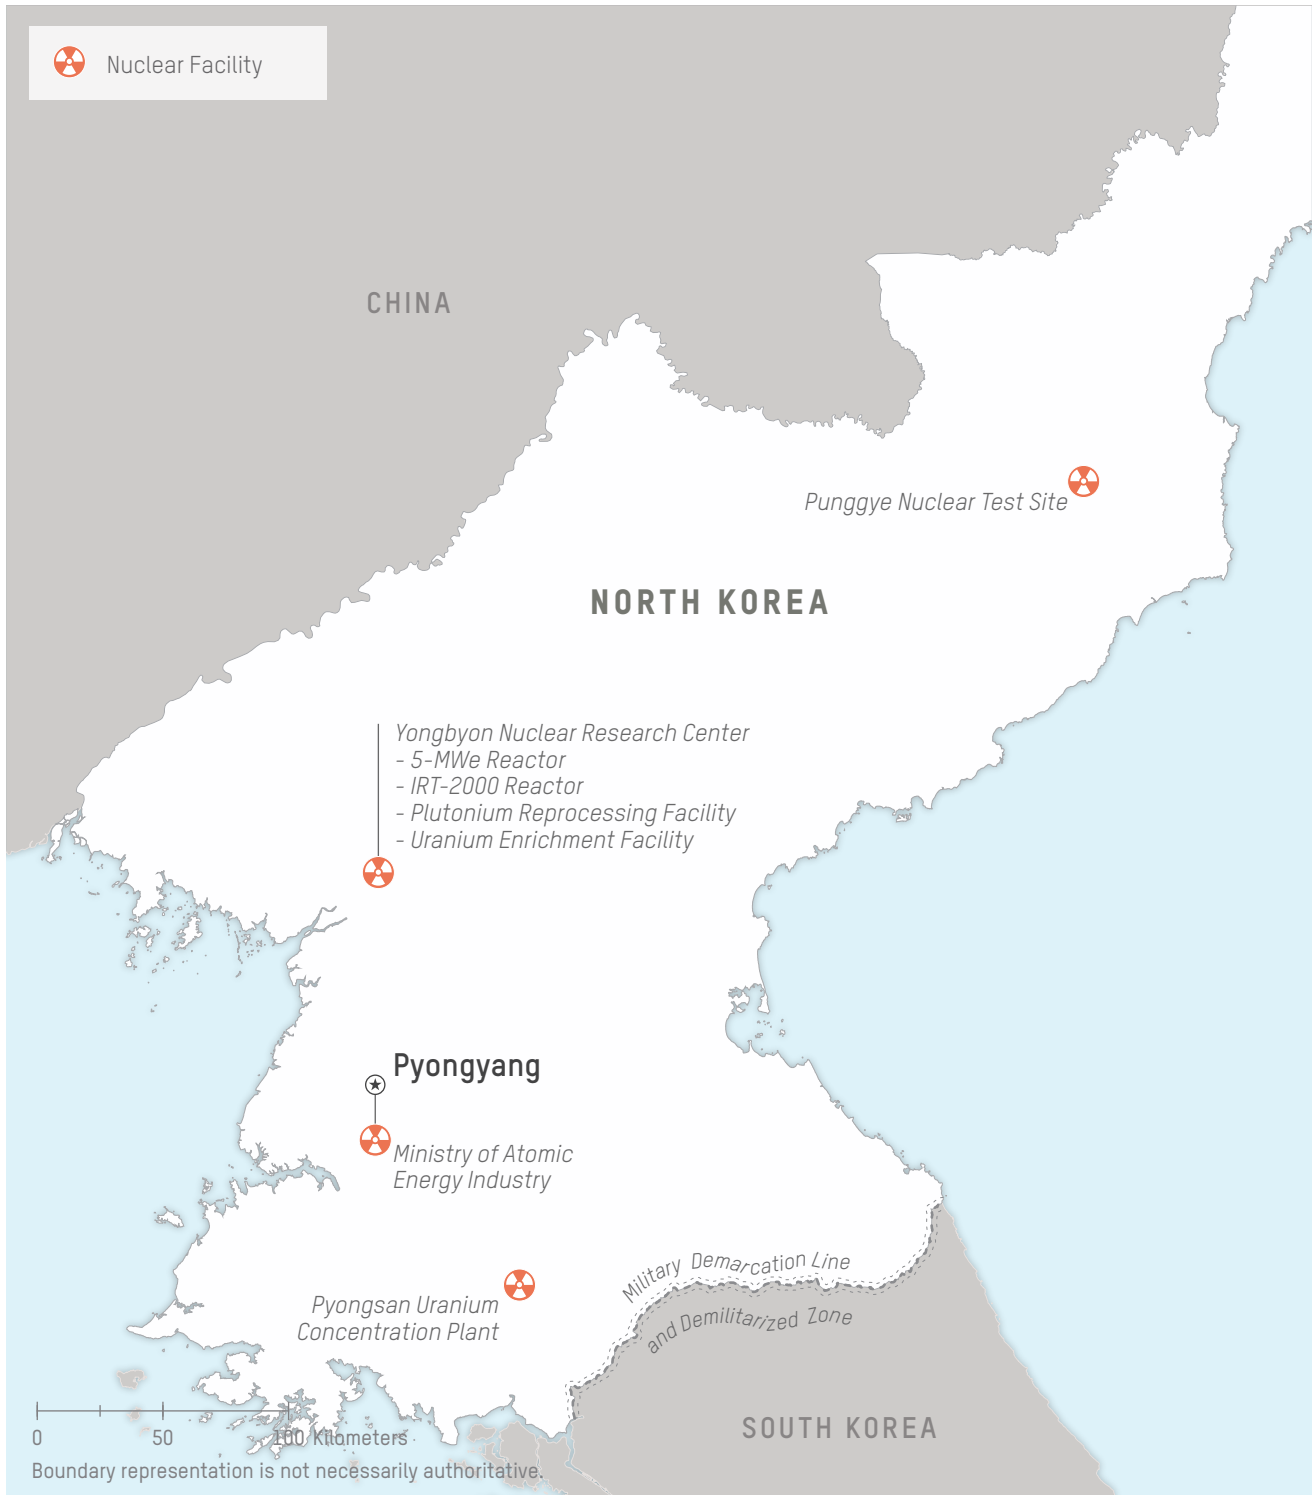 Nuclear Facility
CHINA
Punggye Nuclear Test Site
NORTH KOREA
Yongbyon Nuclear Research Center
- 5-MWe Reactor
- IRT-2000 Reactor
- Plutonium Reprocessing Facility
- Uranium Enrichment Facility
Pyongyang
Ministry of Atomic
Energy Industry
Military Demarcation Line
and Demilitarized Zone
Pyongsan Uranium
Concentration Plant
SOUTH KOREA
0 50 100 Kilometers
Boundary representation is not necessarily authoritative.